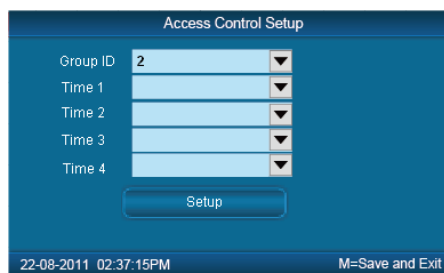 Access Control Setup
Group ID 2
Time 1
Time 2
Time 3
Time 4
Setup
22-08-2011 02:37:15PM M=Save and Exit